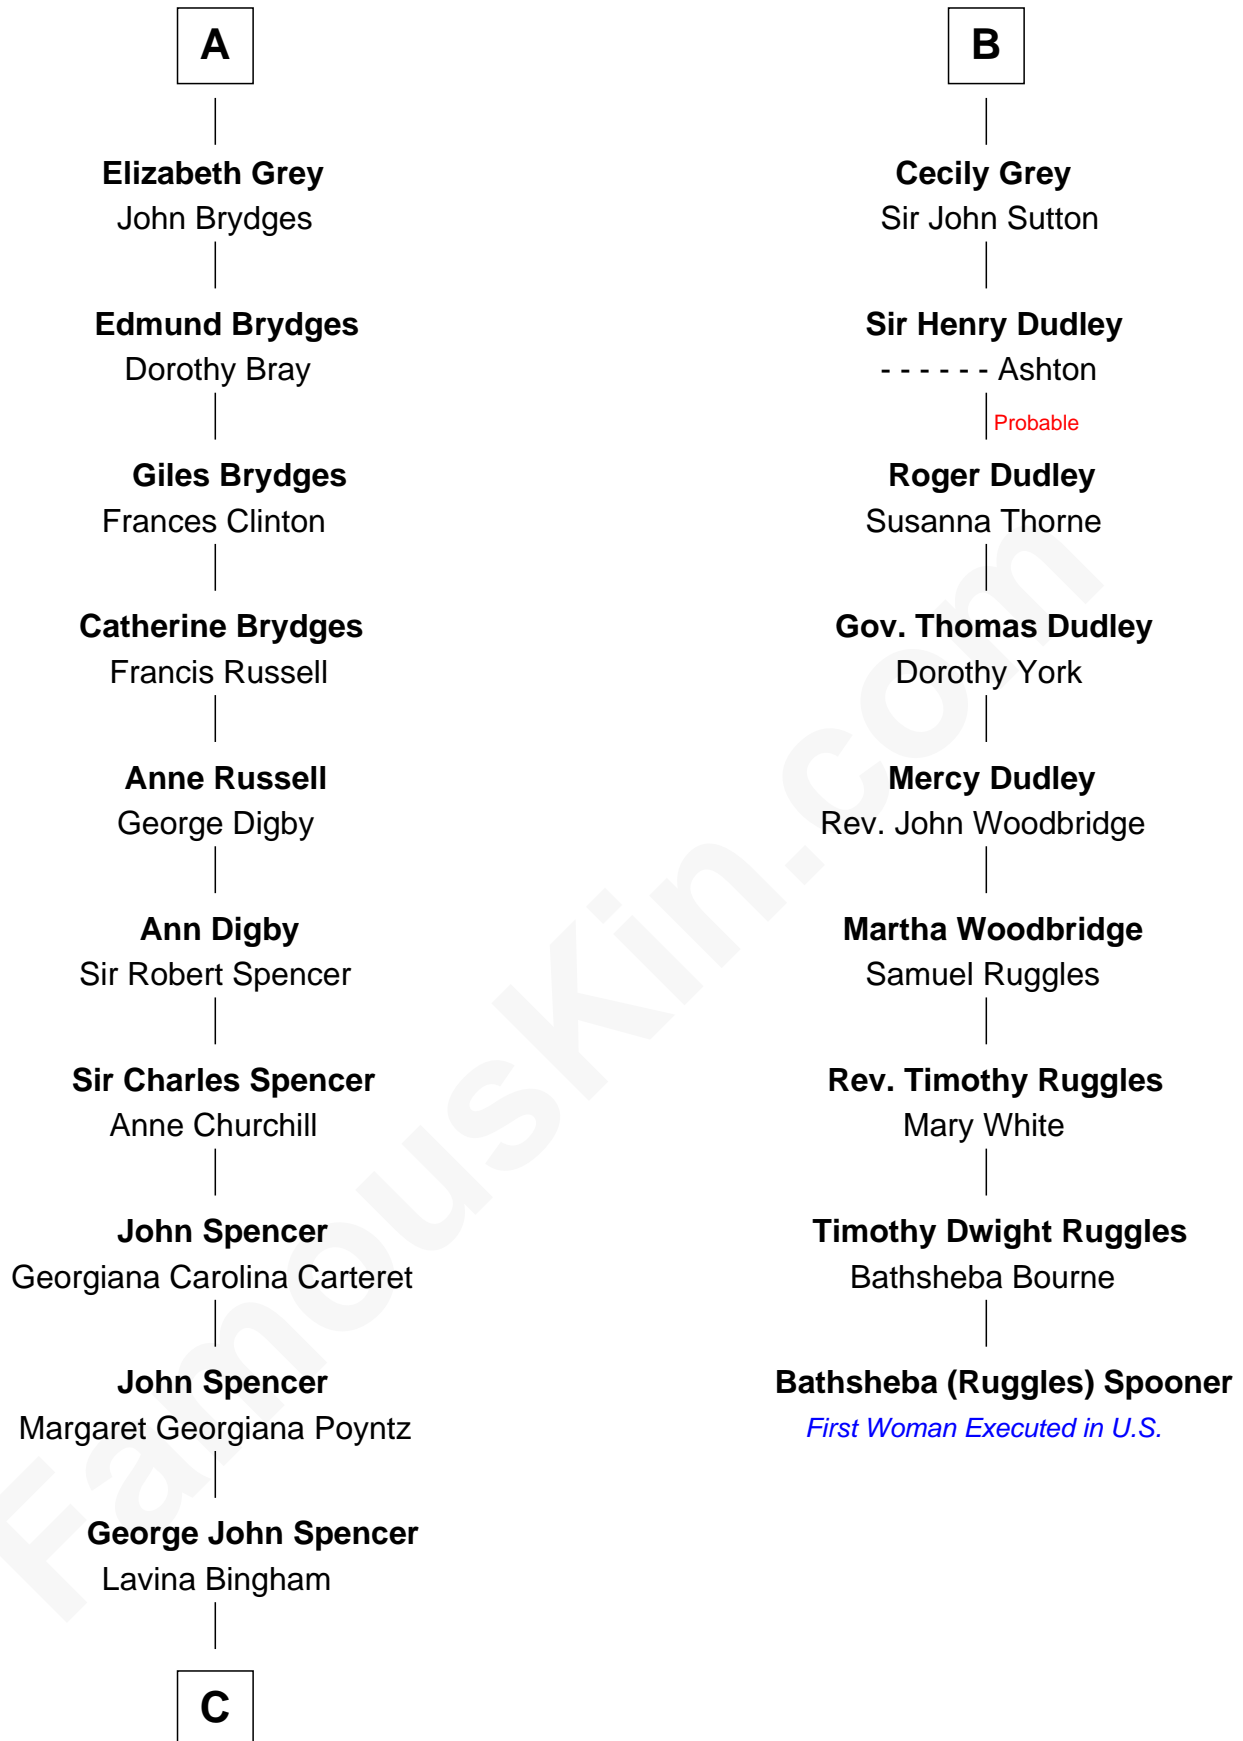 A
Elizabeth Grey
John Brydges
Edmund Brydges
Dorothy Bray
Giles Brydges
Frances Clinton
Catherine Brydges
Francis Russell
Anne Russell
George Digby
Ann Digby
Sir Robert Spencer
Sir Charles Spencer
Anne Churchill
John Spencer
Georgiana Carolina Carteret
John Spencer
Margaret Georgiana Poyntz
George John Spencer
Lavina Bingham
C
B
Cecily Grey
Sir John Sutton
Sir Henry Dudley
- - - - - - Ashton
Probable
Roger Dudley
Susanna Thorne
Gov. Thomas Dudley
Dorothy York
Mercy Dudley
Rev. John Woodbridge
Martha Woodbridge
Samuel Ruggles
Rev. Timothy Ruggles
Mary White
Timothy Dwight Ruggles
Bathsheba Bourne
Bathsheba (Ruggles) Spooner
First Woman Executed in U.S.
FamousKin.com